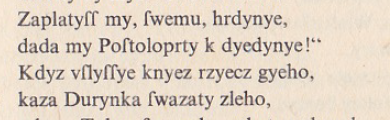 Zaplatyſſ my, ſwemu, hrdynye,
dada my Poſtoloprty k dyedynye!“
Kdyz vſlyſſye knyez rzyecz gyeho,
kaza Durynka ſwazaty zleho,